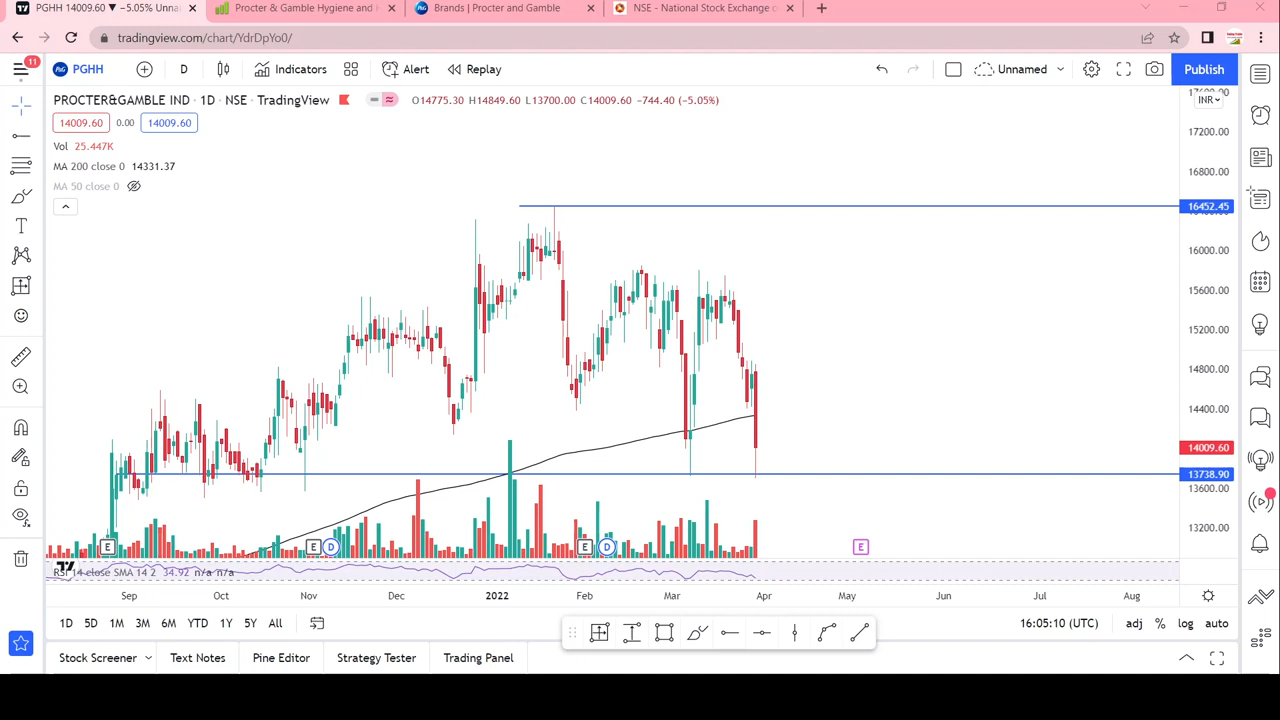 PGHH 14009.60 ▼ −5.05% Unna
Procter & Gamble Hygiene and
Brands | Procter and Gamble
NSE - National Stock Exchange o
tradingview.com/chart/YdrDpYo0/
11
P&G
PGHH
D
Indicators
Alert
Replay
Unnamed
Publish
PROCTER&GAMBLE IND · 1D · NSE · TradingView
O14775.30 H14849.60 L13700.00 C14009.60 −744.40 (−5.05%)
INR
14009.60
0.00
14009.60
Vol 25.447K
MA 200 close 0 14331.37
MA 50 close 0
17600.00
17200.00
16800.00
16452.45
16000.00
15600.00
15200.00
14800.00
14400.00
14009.60
13738.90
13600.00
13200.00
E
E
D
E
D
E
RSI 14 close SMA 14 2 34.92 n/a n/a
Sep
Oct
Nov
Dec
2022
Feb
Mar
Apr
May
Jun
Jul
Aug
1D
5D
1M
3M
6M
YTD
1Y
5Y
All
16:05:10 (UTC)
adj
%
log
auto
Stock Screener
Text Notes
Pine Editor
Strategy Tester
Trading Panel